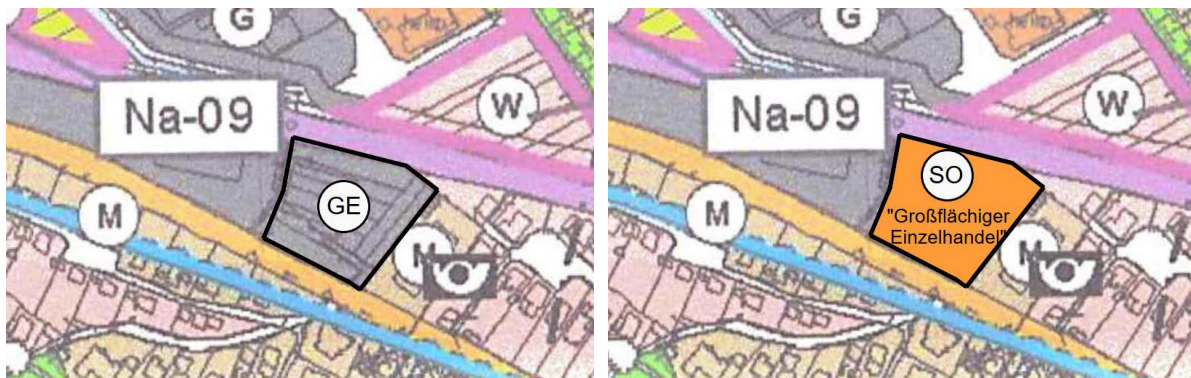 G
W
Na-09
GE
M
M
G
W
Na-09
SO
"Großflächiger
Einzelhandel"
M
M